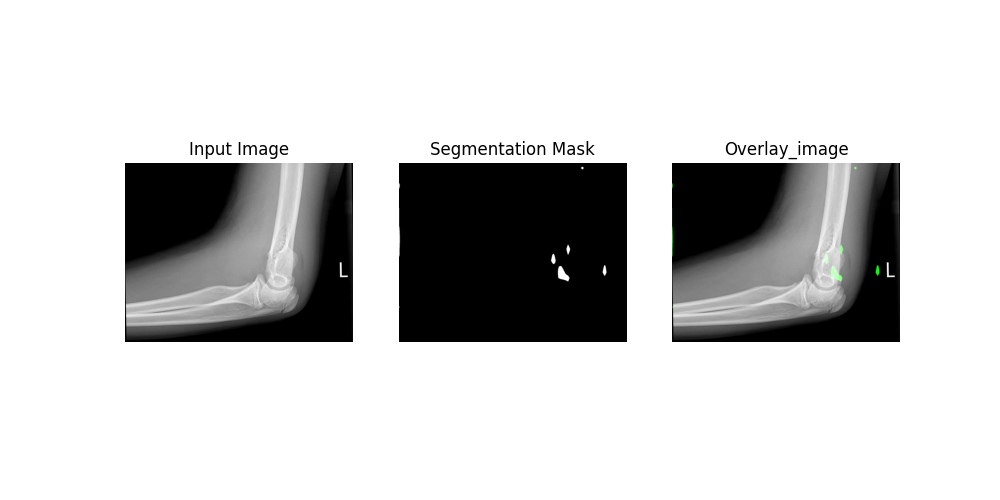 Input Image
Segmentation Mask
Overlay_image
L
L